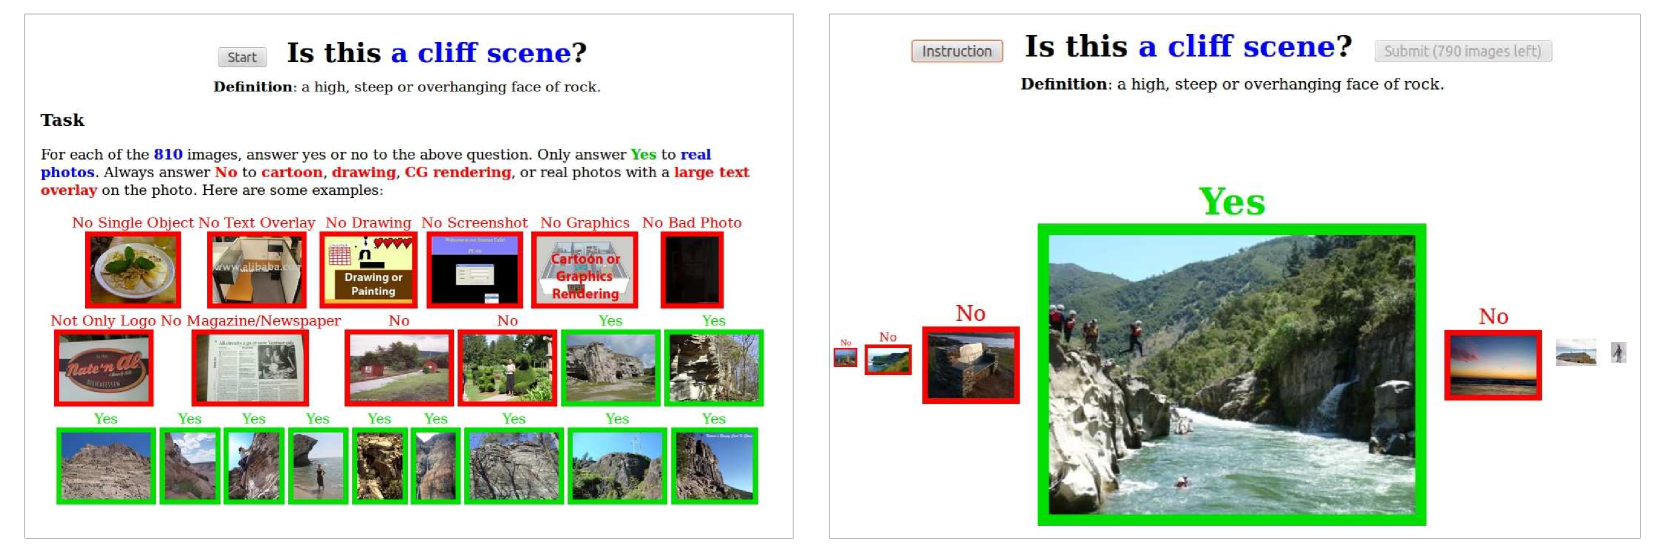 Start
Is this a cliff scene?
Definition: a high, steep or overhanging face of rock.
Task
For each of the 810 images, answer yes or no to the above question. Only answer Yes to real
photos. Always answer No to cartoon, drawing, CG rendering, or real photos with a large text
overlay on the photo. Here are some examples:
No Single Object No Text Overlay No Drawing No Screenshot No Graphics No Bad Photo
www.alibaba.com
Drawing or
Painting
Cartoon or
Graphics
Rendering
Not Only Logo No Magazine/Newspaper No No Yes Yes
Nate'n Al
Yes Yes Yes Yes Yes Yes Yes Yes Yes
Instruction
Is this a cliff scene?
Submit (790 images left)
Definition: a high, steep or overhanging face of rock.
Yes
No No No No